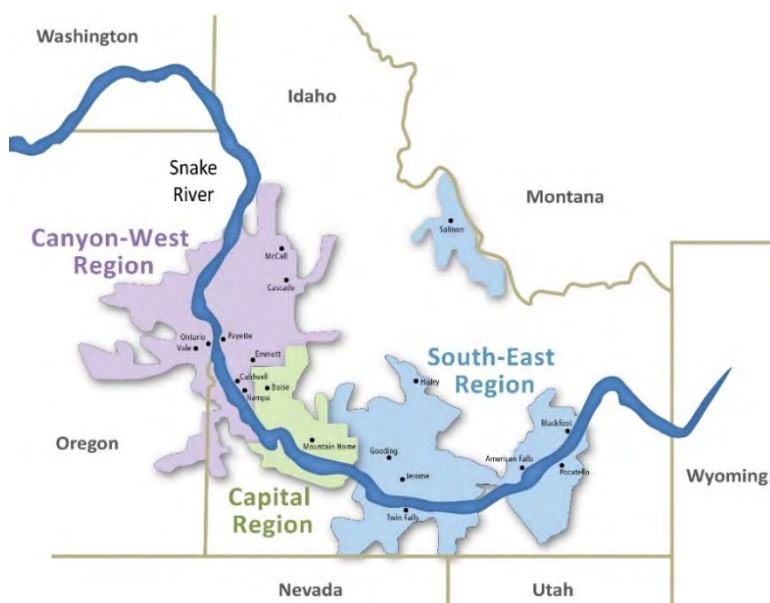 Washington
Idaho
Snake
River
Montana
Salmon
Canyon-West
Region
McCall
Cascade
Ontario
Payette
Vale
Emmett
South-East
Region
Caldwell
Boise
Nampa
Hailey
Oregon
Blackfoot
Mountain Home
Gooding
American Falls
Pocatello
Jerome
Wyoming
Capital
Region
Twin Falls
Nevada
Utah